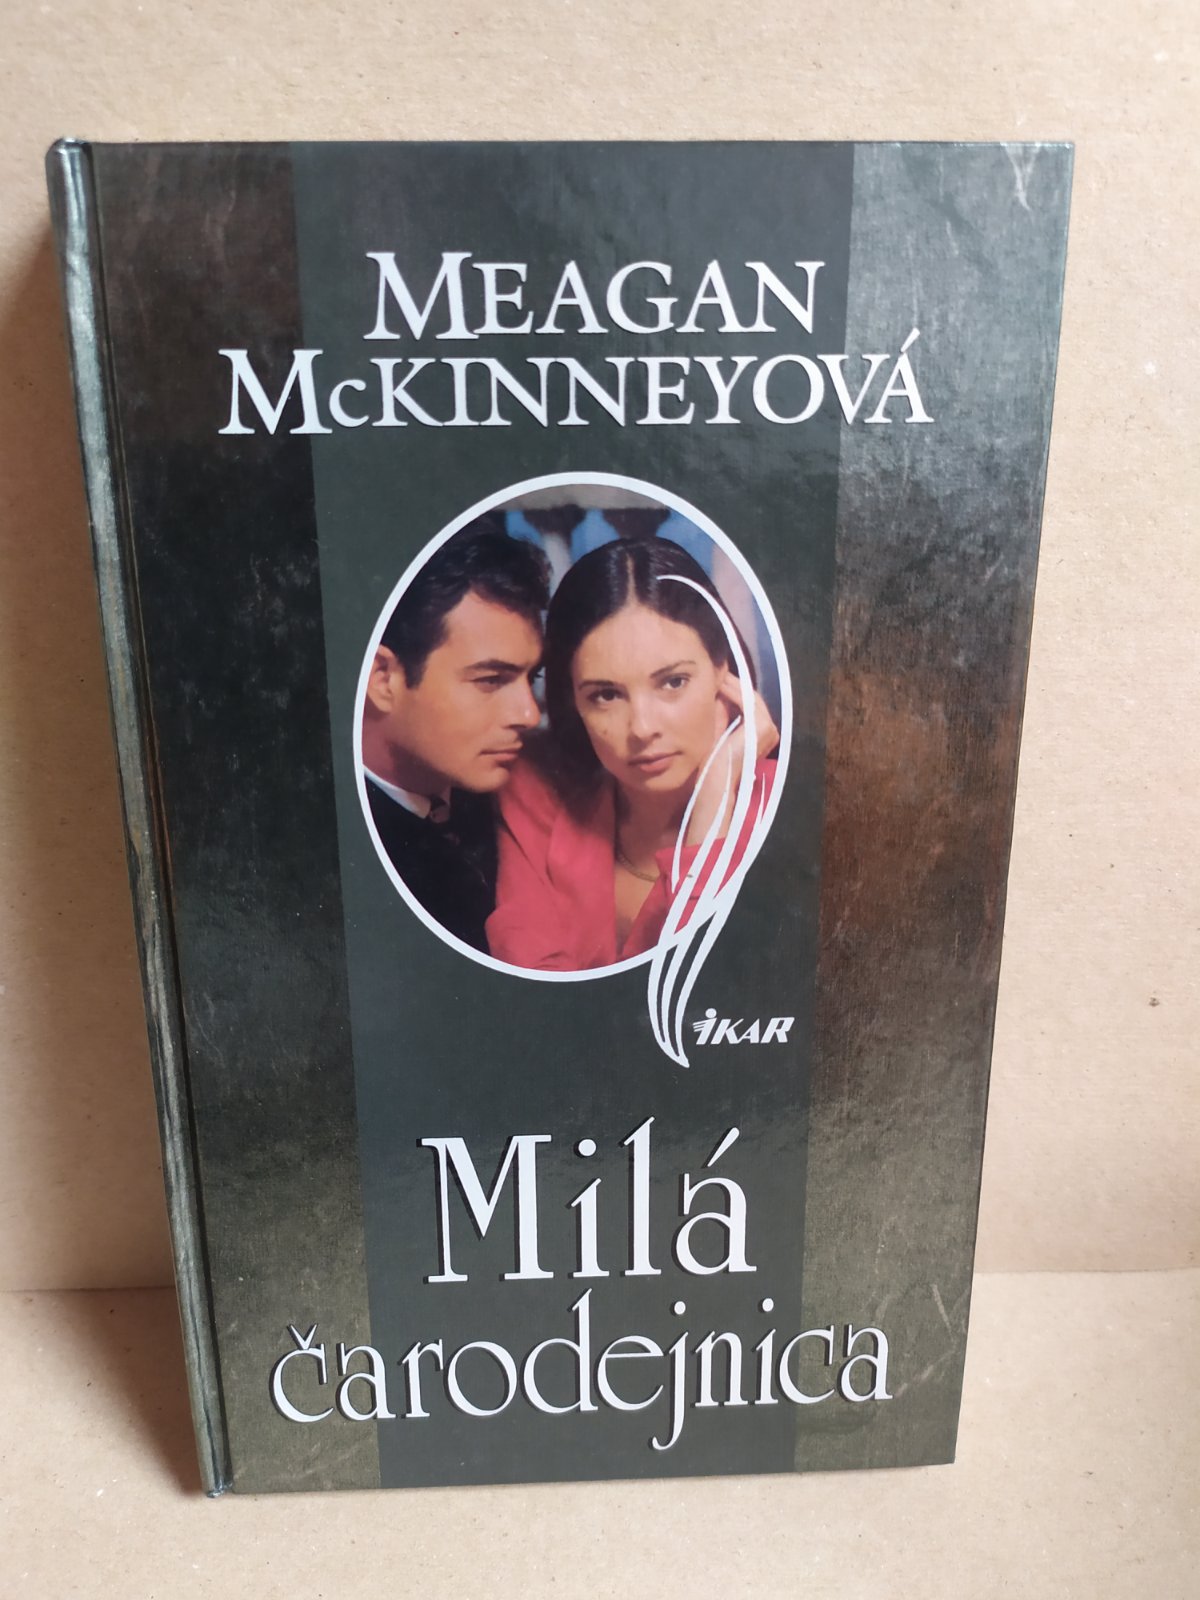 MEAGAN
McKINNEYOVÁ
IKAR
Milá
čarodejnica